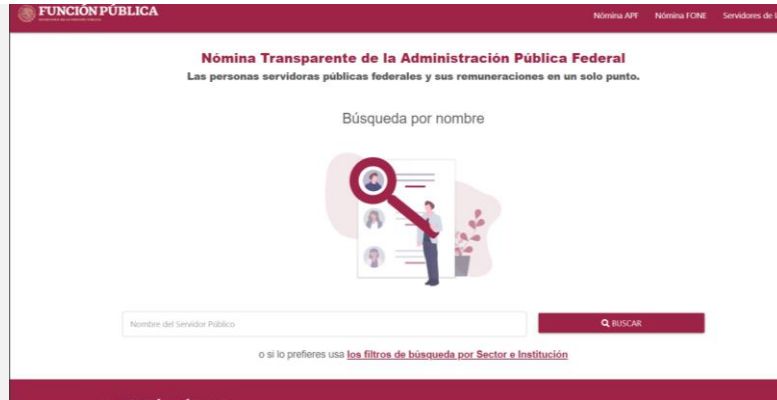 FUNCIÓN PÚBLICA
Nómina APF Nómina FONE Servidores de
Nómina Transparente de la Administración Pública Federal
Las personas servidoras públicas federales y sus remuneraciones en un solo punto.
Búsqueda por nombre
Nombre del Servidor Público
BUSCAR
o si lo prefieres usa los filtros de búsqueda por Sector e Institución